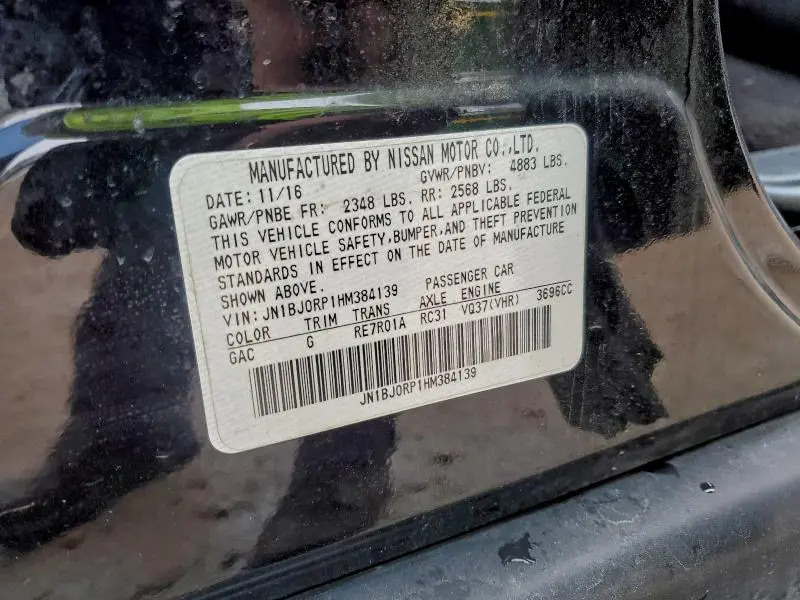 MANUFACTURED BY NISSAN MOTOR CO.,LTD.
DATE: 11/16 GVWR/PNBV: 4883 LBS.
GAWR/PNBE FR: 2348 LBS. RR: 2568 LBS.
THIS VEHICLE CONFORMS TO ALL APPLICABLE FEDERAL
MOTOR VEHICLE SAFETY,BUMPER,AND THEFT PREVENTION
STANDARDS IN EFFECT ON THE DATE OF MANUFACTURE
SHOWN ABOVE.
VIN: JN1BJ0RP1HM384139 PASSENGER CAR
COLOR TRIM TRANS AXLE ENGINE
GAC G RE7R01A RC31 VQ37(VHR) 3696CC
JN1BJ0RP1HM384139